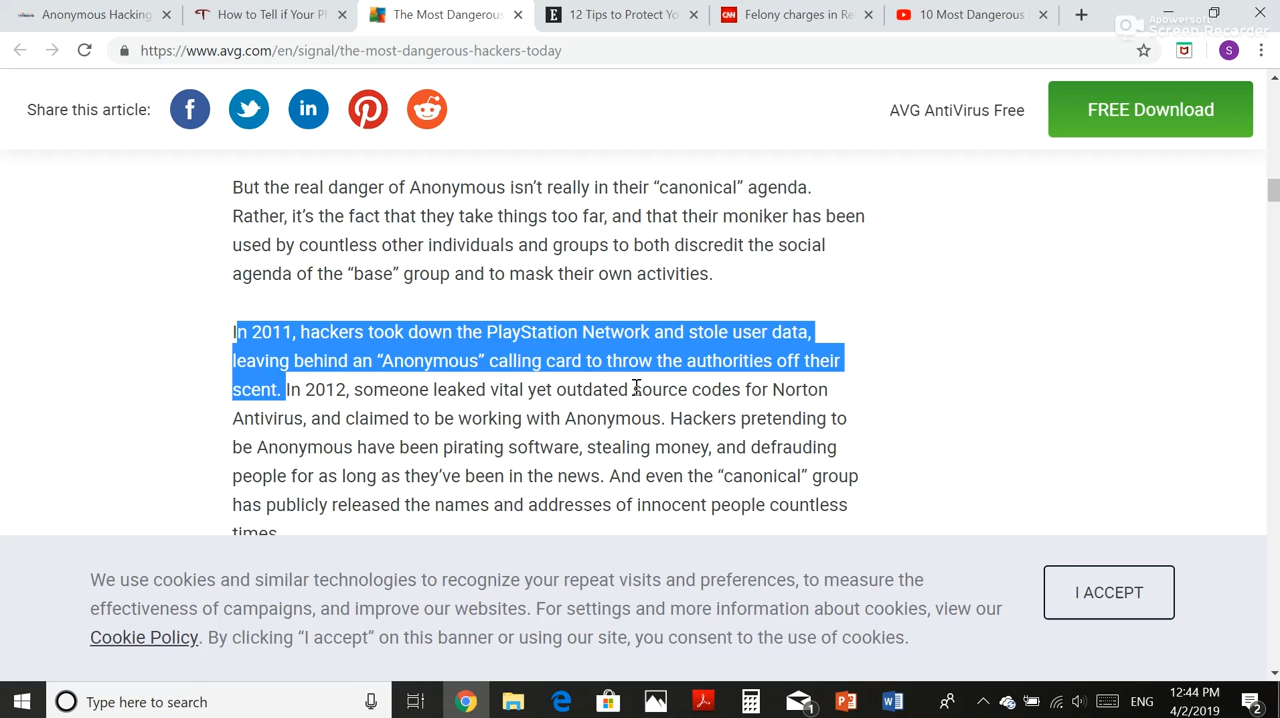 Anonymous Hacking
How to Tell if Your Ph
The Most Dangerous
12 Tips to Protect Yo
Felony charges in Re
10 Most Dangerous
Apowersoft
Screen Recorder
https://www.avg.com/en/signal/the-most-dangerous-hackers-today
S
Share this article:
AVG AntiVirus Free
FREE Download
But the real danger of Anonymous isn't really in their “canonical” agenda.
Rather, it's the fact that they take things too far, and that their moniker has been
used by countless other individuals and groups to both discredit the social
agenda of the “base” group and to mask their own activities.
In 2011, hackers took down the PlayStation Network and stole user data,
leaving behind an “Anonymous” calling card to throw the authorities off their
scent. In 2012, someone leaked vital yet outdated source codes for Norton
Antivirus, and claimed to be working with Anonymous. Hackers pretending to
be Anonymous have been pirating software, stealing money, and defrauding
people for as long as they've been in the news. And even the “canonical” group
has publicly released the names and addresses of innocent people countless
times.
We use cookies and similar technologies to recognize your repeat visits and preferences, to measure the
effectiveness of campaigns, and improve our websites. For settings and more information about cookies, view our
Cookie Policy. By clicking “I accept” on this banner or using our site, you consent to the use of cookies.
I ACCEPT
Type here to search
1
ENG
12:44 PM
4/2/2019
2